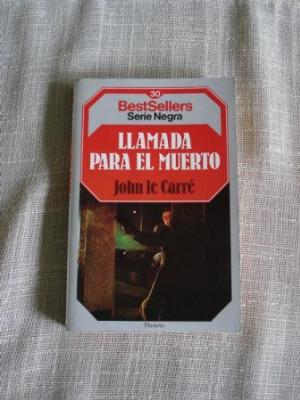 30
BestSellers
Serie Negra
LLAMADA
PARA EL MUERTO
John le Carré
Planeta